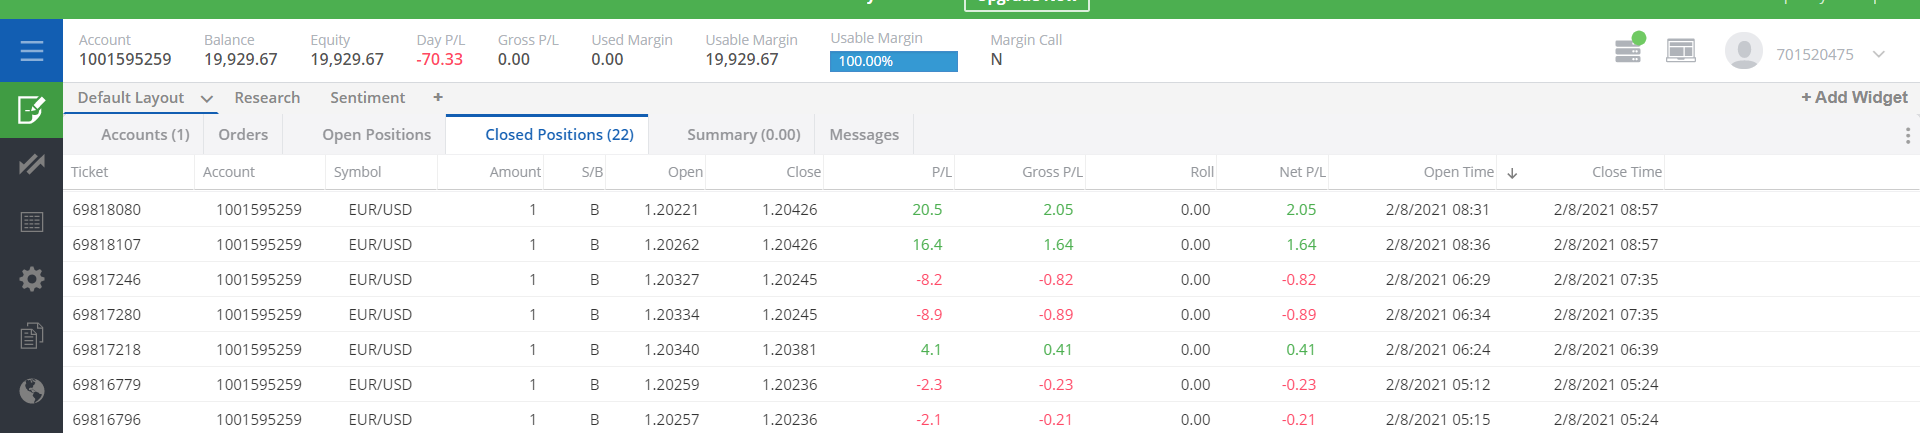 Account Balance Equity Day P/L Gross P/L Used Margin Usable Margin Usable Margin Margin Call
1001595259 19,929.67 19,929.67 -70.33 0.00 0.00 19,929.67 100.00% N 701520475
Default Layout Research Sentiment + + Add Widget
Accounts (1) Orders Open Positions Closed Positions (22) Summary (0.00) Messages
Ticket Account Symbol Amount S/B Open Close P/L Gross P/L Roll Net P/L Open Time Close Time
69818080 1001595259 EUR/USD 1 B 1.20221 1.20426 20.5 2.05 0.00 2.05 2/8/2021 08:31 2/8/2021 08:57
69818107 1001595259 EUR/USD 1 B 1.20262 1.20426 16.4 1.64 0.00 1.64 2/8/2021 08:36 2/8/2021 08:57
69817246 1001595259 EUR/USD 1 B 1.20327 1.20245 -8.2 -0.82 0.00 -0.82 2/8/2021 06:29 2/8/2021 07:35
69817280 1001595259 EUR/USD 1 B 1.20334 1.20245 -8.9 -0.89 0.00 -0.89 2/8/2021 06:34 2/8/2021 07:35
69817218 1001595259 EUR/USD 1 B 1.20340 1.20381 4.1 0.41 0.00 0.41 2/8/2021 06:24 2/8/2021 06:39
69816779 1001595259 EUR/USD 1 B 1.20259 1.20236 -2.3 -0.23 0.00 -0.23 2/8/2021 05:12 2/8/2021 05:24
69816796 1001595259 EUR/USD 1 B 1.20257 1.20236 -2.1 -0.21 0.00 -0.21 2/8/2021 05:15 2/8/2021 05:24